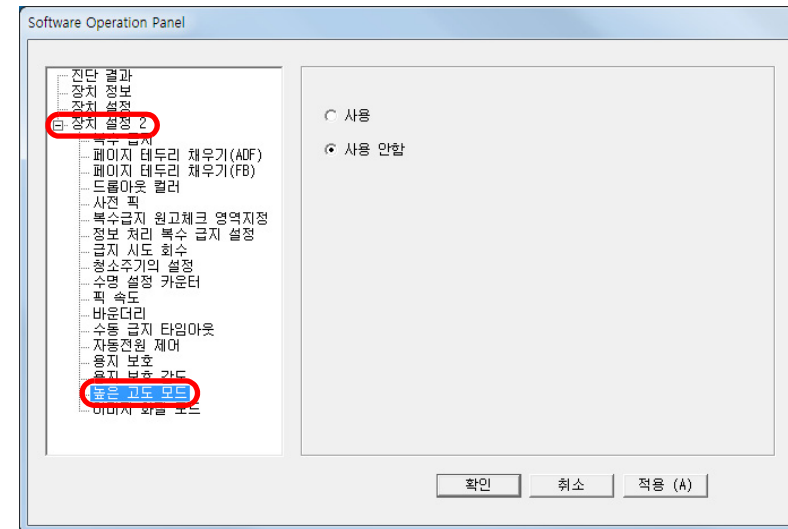 Software Operation Panel
진단 결과
장치 정보
장치 설정
장치 설정 2
복수 급지
페이지 테두리 채우기(ADF)
페이지 테두리 채우기(FB)
드롭아웃 컬러
사전 픽
복수급지 원고체크 영역지정
정보 처리 복수 급지 설정
급지 시도 회수
청소주기의 설정
수명 설정 카운터
픽 속도
바운더리
수동 급지 타임아웃
자동전원 제어
용지 보호
용지 보호 감도
높은 고도 모드
이미지 화질 모드
사용
사용 안함
확인
취소
적용 (A)